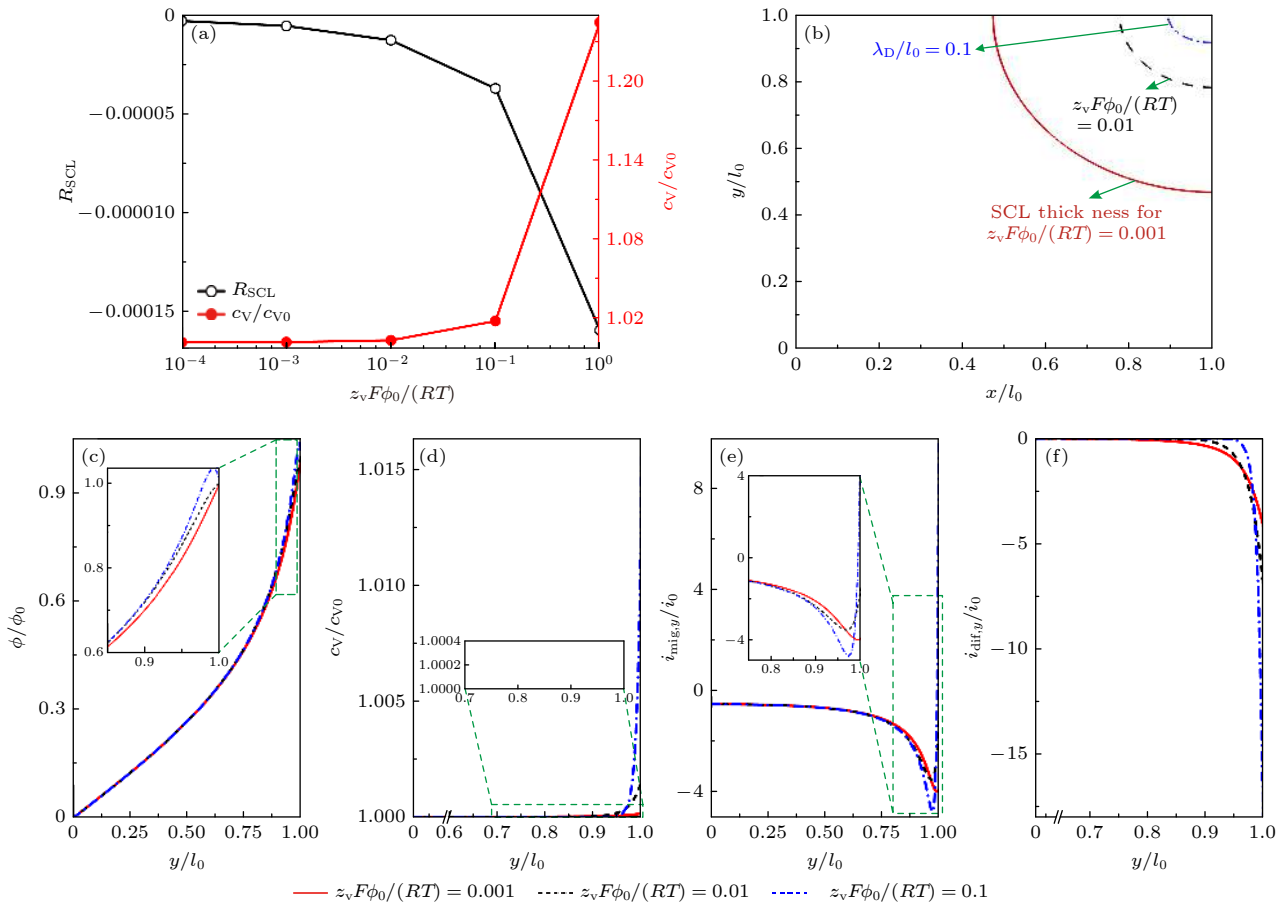 (a)
0
−0.00005
−0.000010
−0.00015
R_SCL
R_SCL
c_V/c_V0
1.20
1.14
1.08
1.02
c_V/c_V0
10^−4
10^−3
10^−2
10^−1
10^0
z_vFϕ_0/(RT)
(b)
1.0
0.8
0.6
0.4
0.2
0
y/l_0
λ_D/l_0 = 0.1
z_vFϕ_0/(RT)
= 0.01
SCL thick ness for
z_vFϕ_0/(RT) = 0.001
0
0.2
0.4
0.6
0.8
1.0
x/l_0
(c)
0.9
0.6
0.3
0
ϕ/ϕ_0
1.0
0.8
0.6
0.9
1.0
0
0.25
0.50
0.75
1.00
y/l_0
(d)
1.015
1.010
1.005
1.000
c_V/c_V0
1.0004
1.0002
1.0000
0.7
0.8
0.9
1.0
0
0.6
0.7
0.8
0.9
1.0
y/l_0
(e)
8
4
0
−4
i_mig,y/i_0
4
0
−4
0.8
0.9
1.0
0
0.25
0.50
0.75
1.00
y/l_0
(f)
0
−5
−10
−15
i_dif,y/i_0
0
0.7
0.8
0.9
1.0
y/l_0
z_vFϕ_0/(RT) = 0.001
z_vFϕ_0/(RT) = 0.01
z_vFϕ_0/(RT) = 0.1